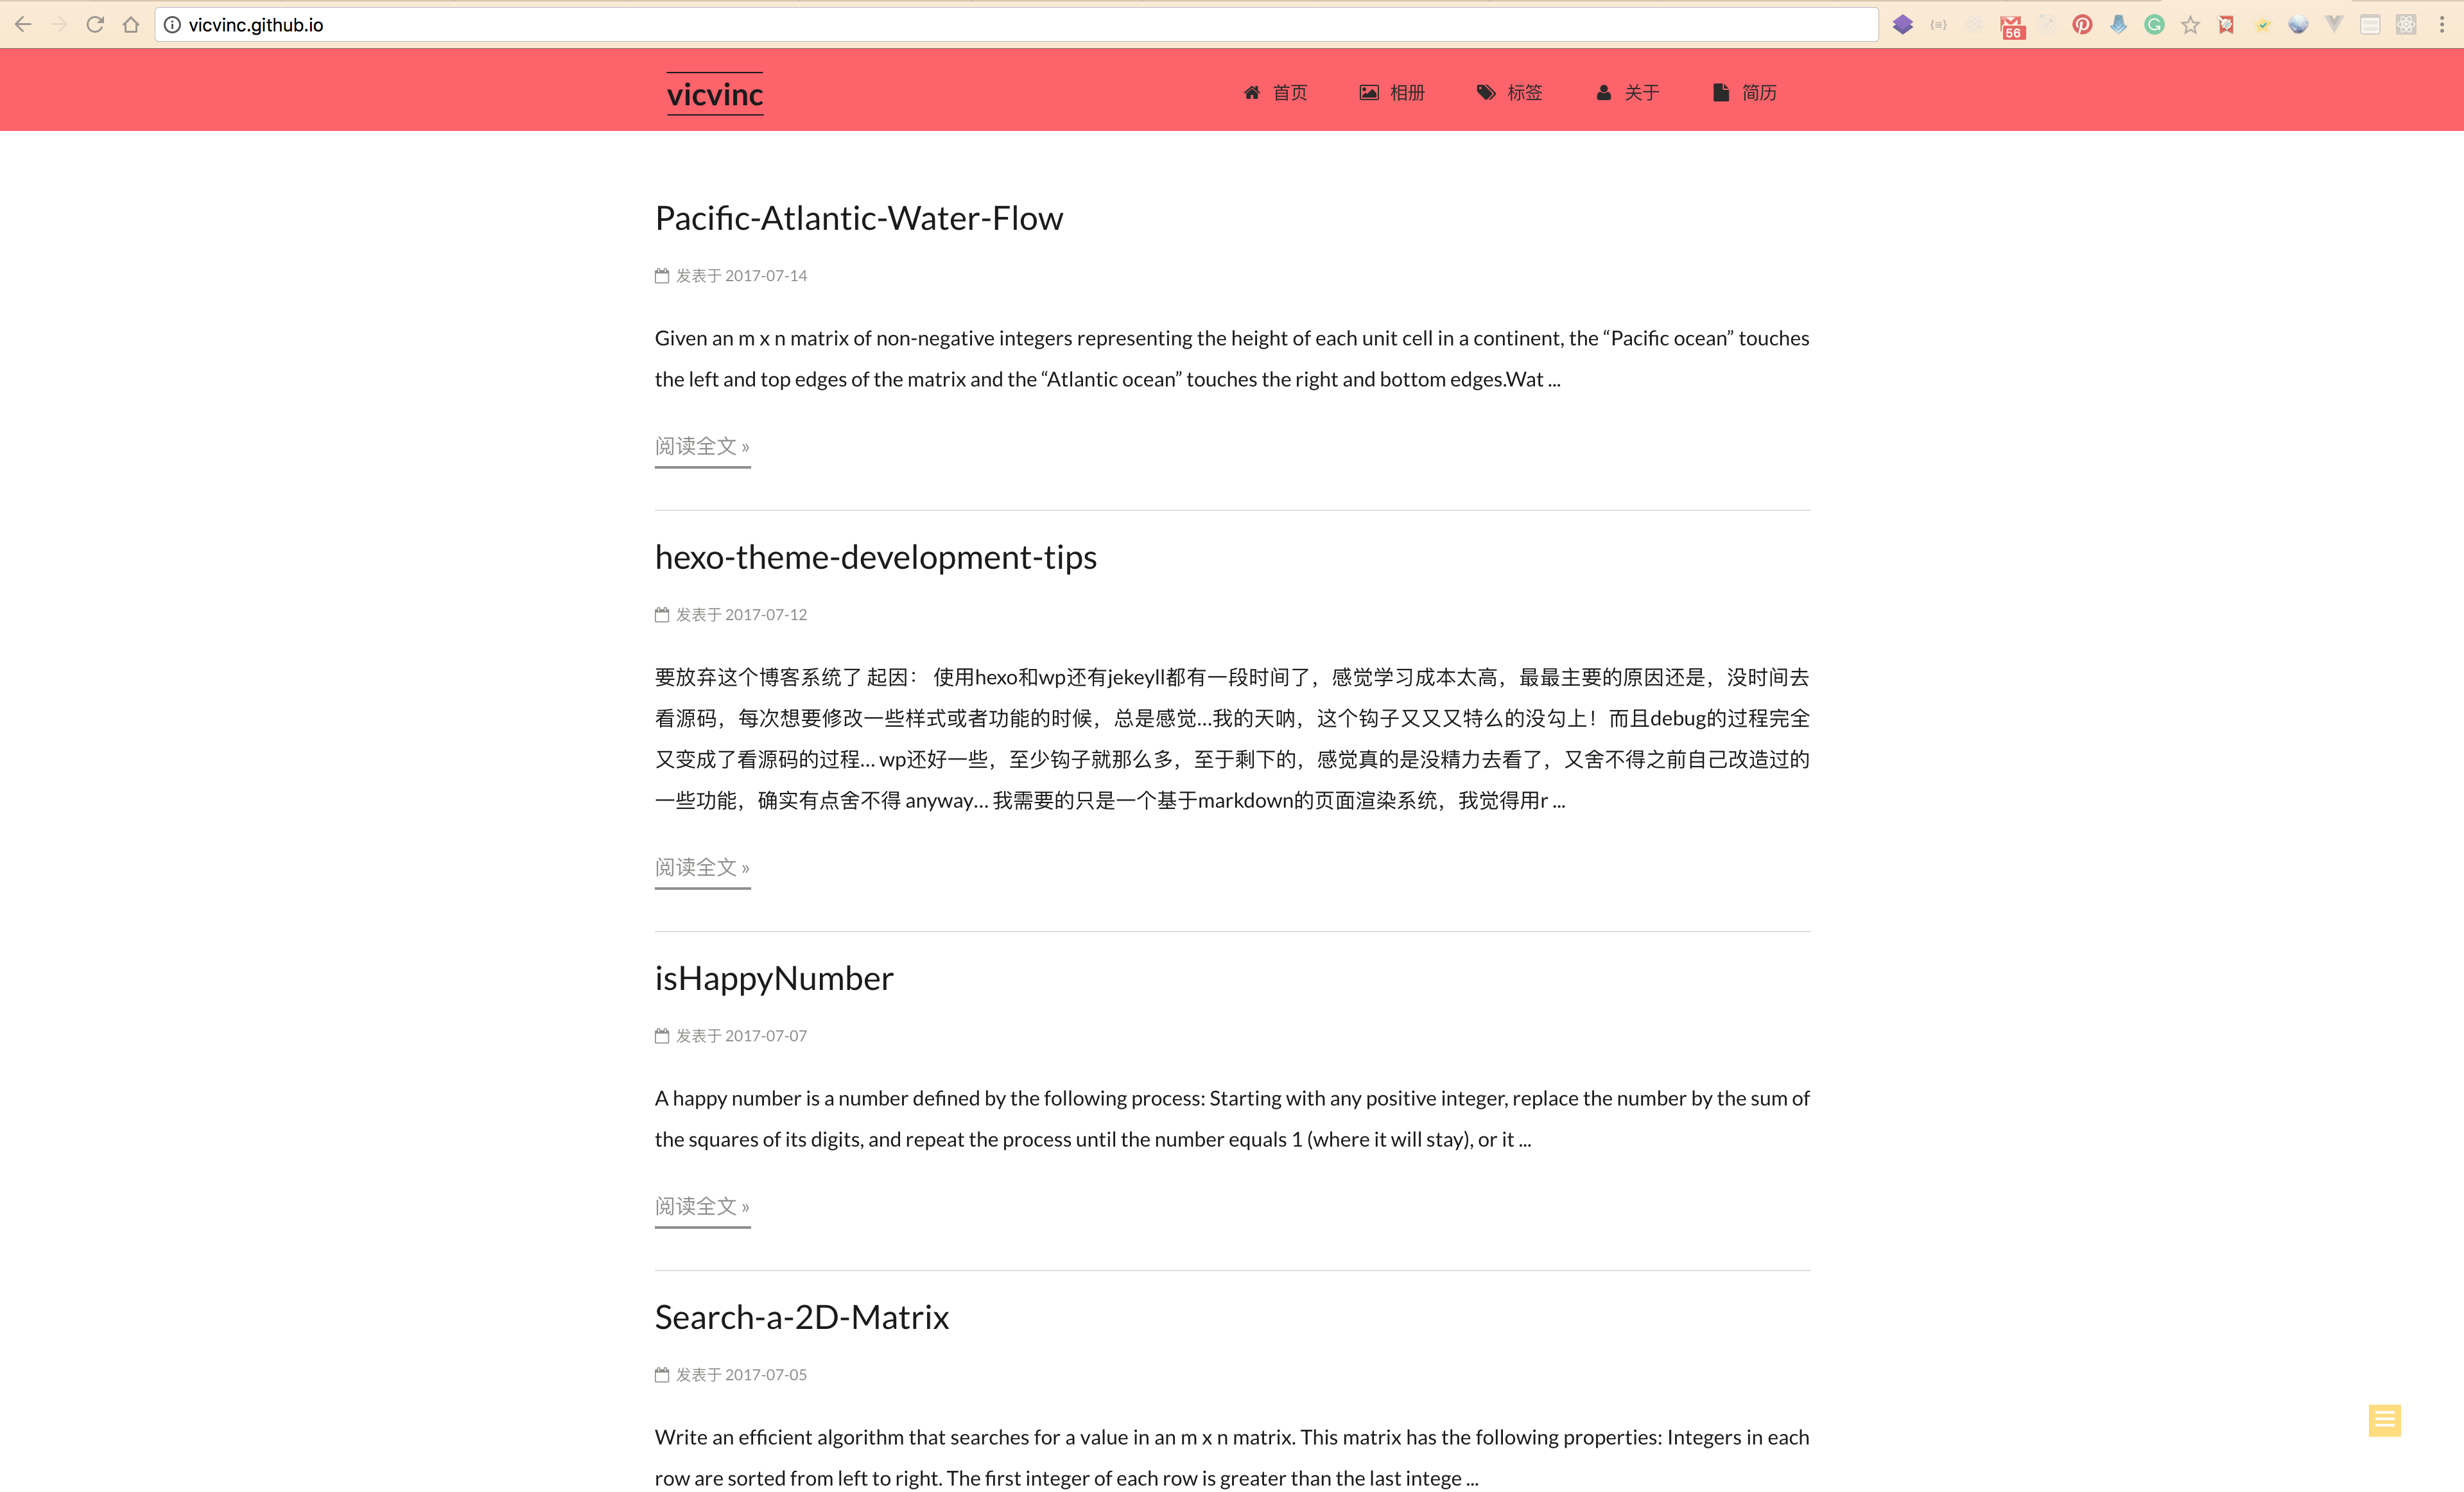 vicvinc.github.io
56
vicvinc
首页 相册 标签 关于 简历
Pacific-Atlantic-Water-Flow
发表于 2017-07-14
Given an m x n matrix of non-negative integers representing the height of each unit cell in a continent, the “Pacific ocean” touches
the left and top edges of the matrix and the “Atlantic ocean” touches the right and bottom edges.Wat ...
阅读全文 »
hexo-theme-development-tips
发表于 2017-07-12
要放弃这个博客系统了 起因： 使用hexo和wp还有jekeyll都有一段时间了，感觉学习成本太高，最最主要的原因还是，没时间去
看源码，每次想要修改一些样式或者功能的时候，总是感觉…我的天呐，这个钩子又又又特么的没勾上！而且debug的过程完全
又变成了看源码的过程… wp还好一些，至少钩子就那么多，至于剩下的，感觉真的是没精力去看了，又舍不得之前自己改造过的
一些功能，确实有点舍不得 anyway… 我需要的只是一个基于markdown的页面渲染系统，我觉得用r ...
阅读全文 »
isHappyNumber
发表于 2017-07-07
A happy number is a number defined by the following process: Starting with any positive integer, replace the number by the sum of
the squares of its digits, and repeat the process until the number equals 1 (where it will stay), or it ...
阅读全文 »
Search-a-2D-Matrix
发表于 2017-07-05
Write an efficient algorithm that searches for a value in an m x n matrix. This matrix has the following properties: Integers in each
row are sorted from left to right. The first integer of each row is greater than the last intege ...